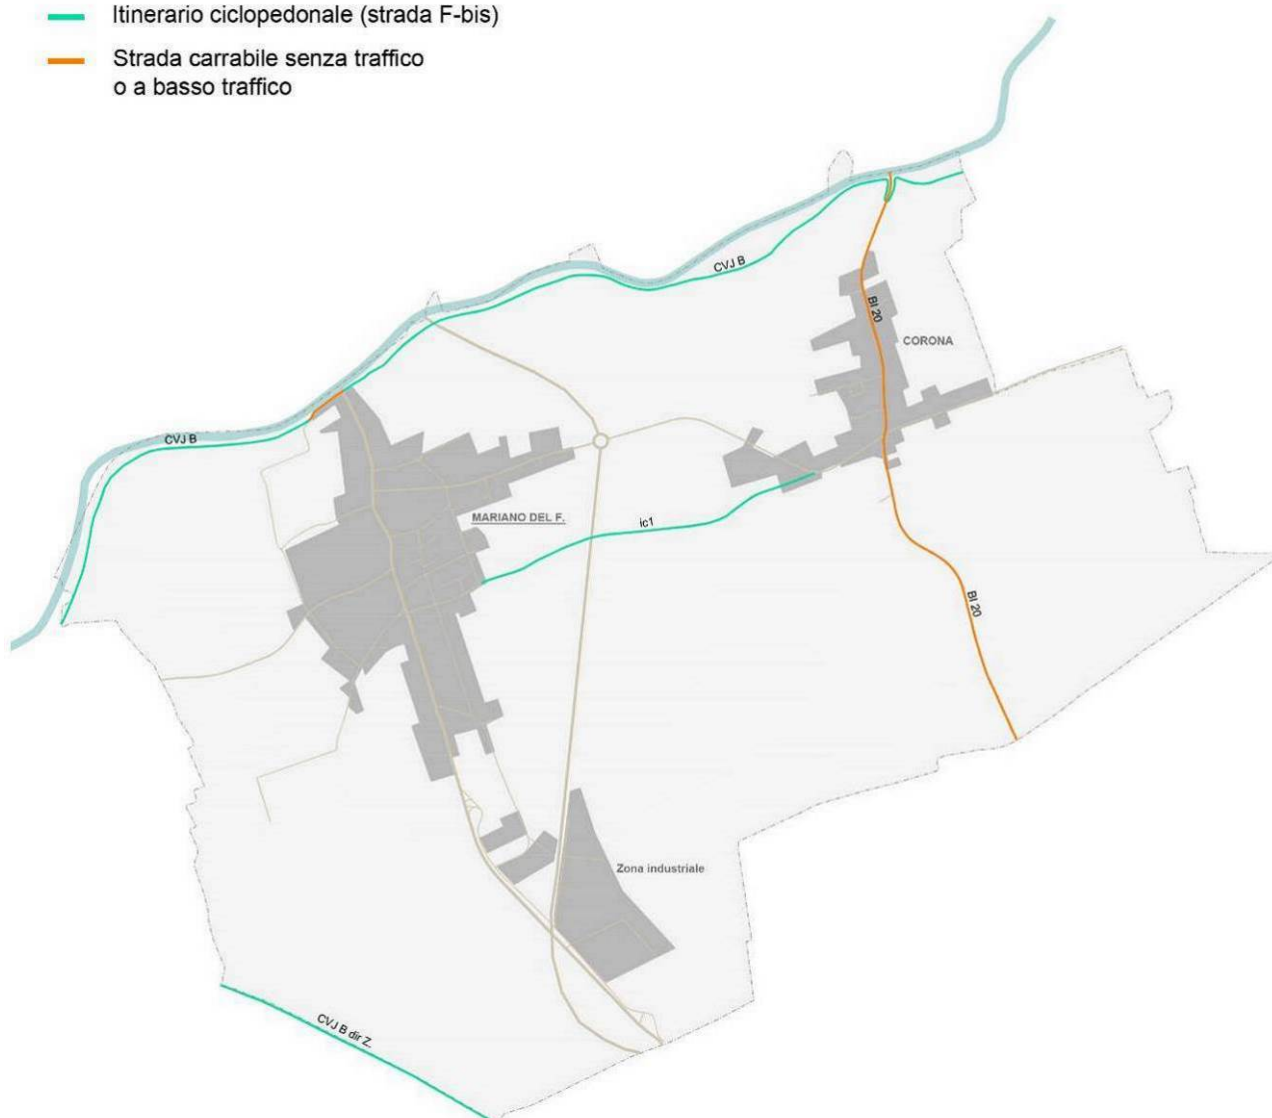 Itinerario ciclopedonale (strada F-bis)
Strada carrabile senza traffico
o a basso traffico
CVJ B
BI 20
CORONA
CVJ B
MARIANO DEL F.
ic1
BI 20
Zona industriale
CVJ B dir Z.